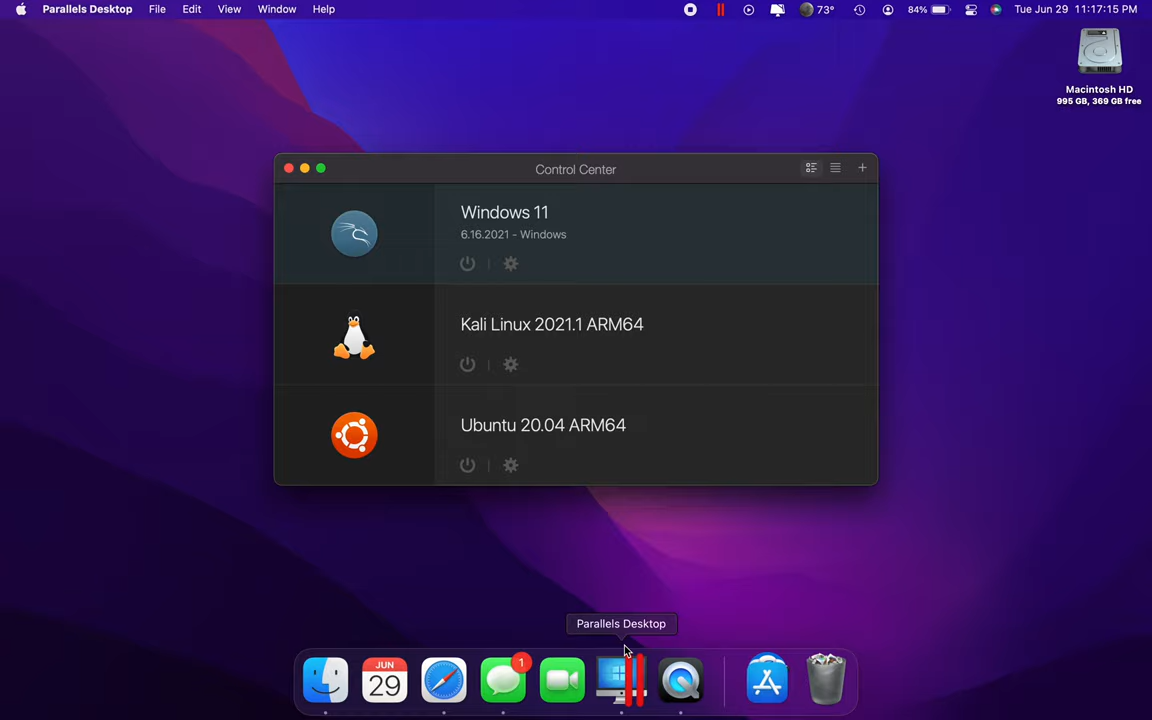 Parallels Desktop File Edit View Window Help 73° 84% Tue Jun 29 11:17:15 PM
Macintosh HD
995 GB, 369 GB free
Control Center
Windows 11
6.16.2021 - Windows
Kali Linux 2021.1 ARM64
Ubuntu 20.04 ARM64
Parallels Desktop
JUN
29
1